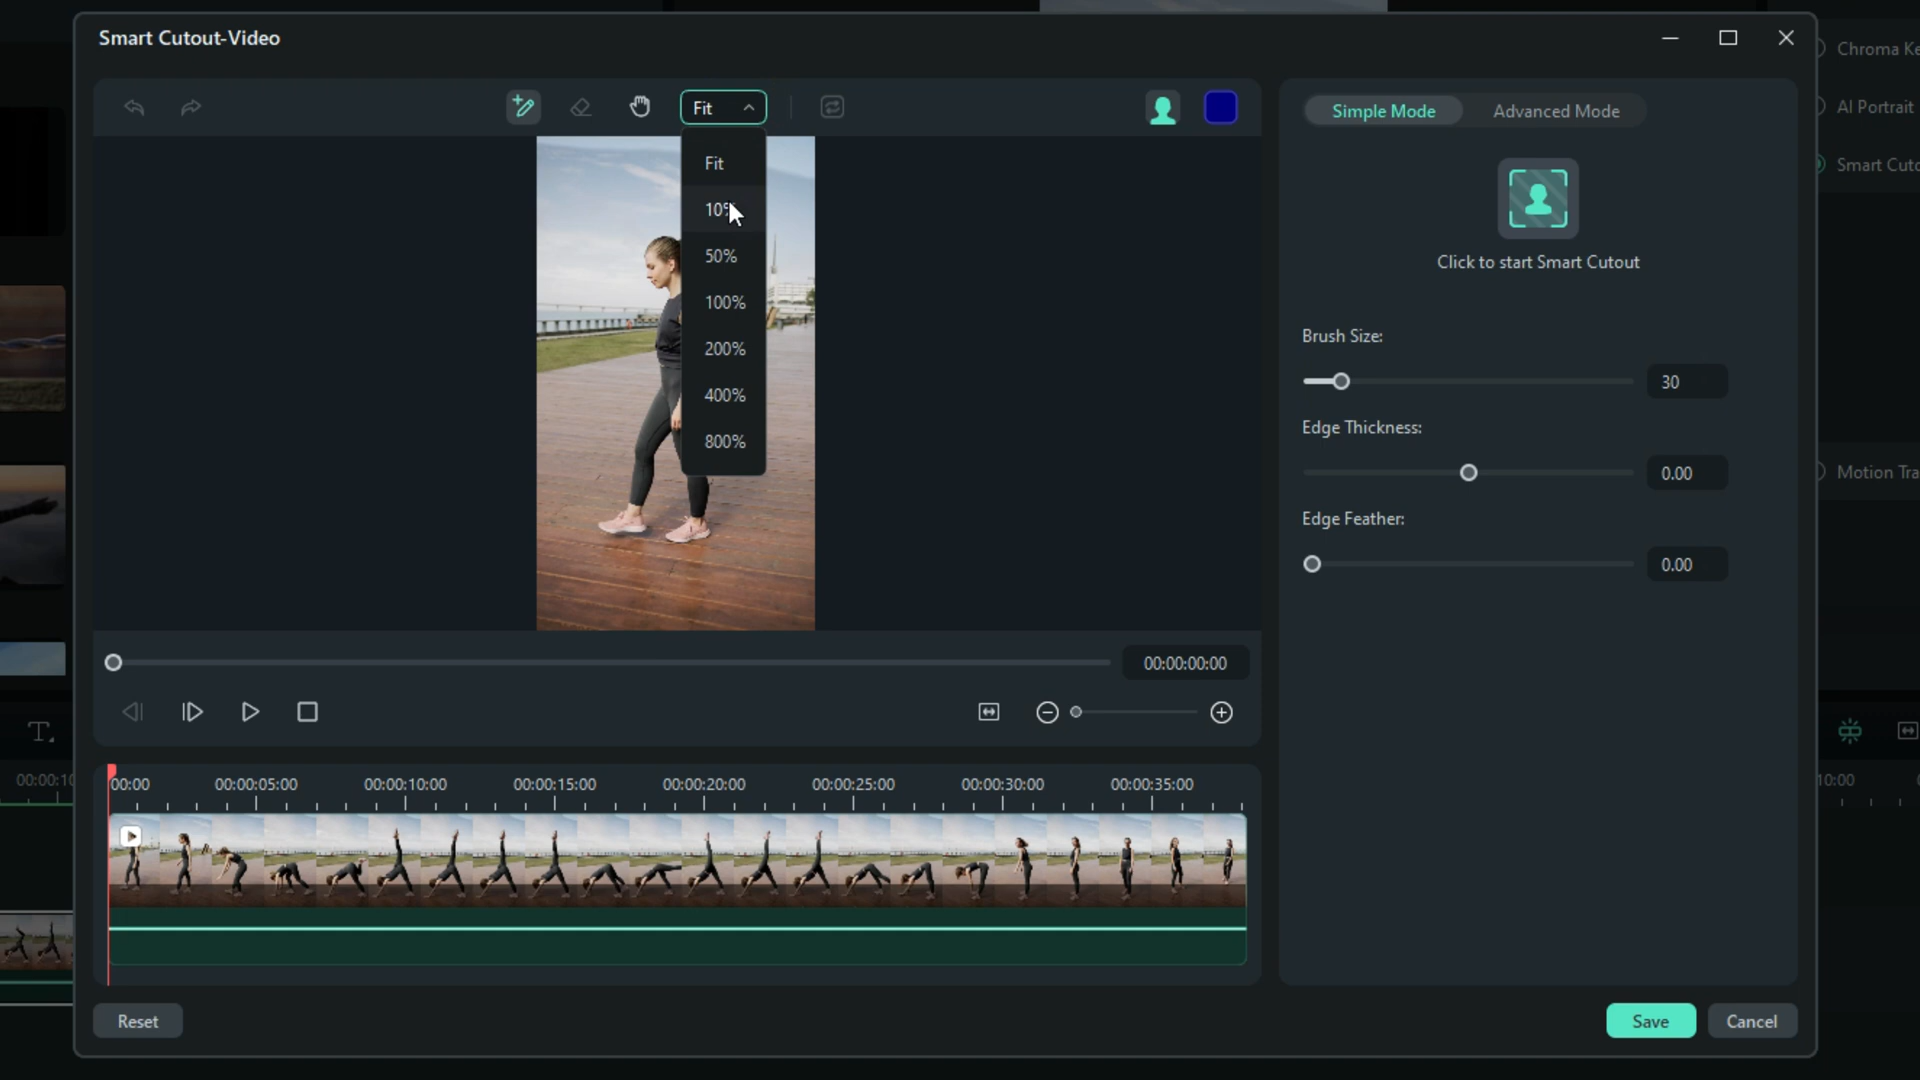 Smart Cutout-Video
Fit
Fit
10%
50%
100%
200%
400%
800%
Simple Mode
Advanced Mode
Click to start Smart Cutout
Brush Size:
30
Edge Thickness:
0.00
Edge Feather:
0.00
00:00:00:00
00:00
00:00:05:00
00:00:10:00
00:00:15:00
00:00:20:00
00:00:25:00
00:00:30:00
00:00:35:00
Reset
Save
Cancel
Chroma Ke
AI Portrait
Smart Cuto
Motion Tra
T
00:00:10
10:00